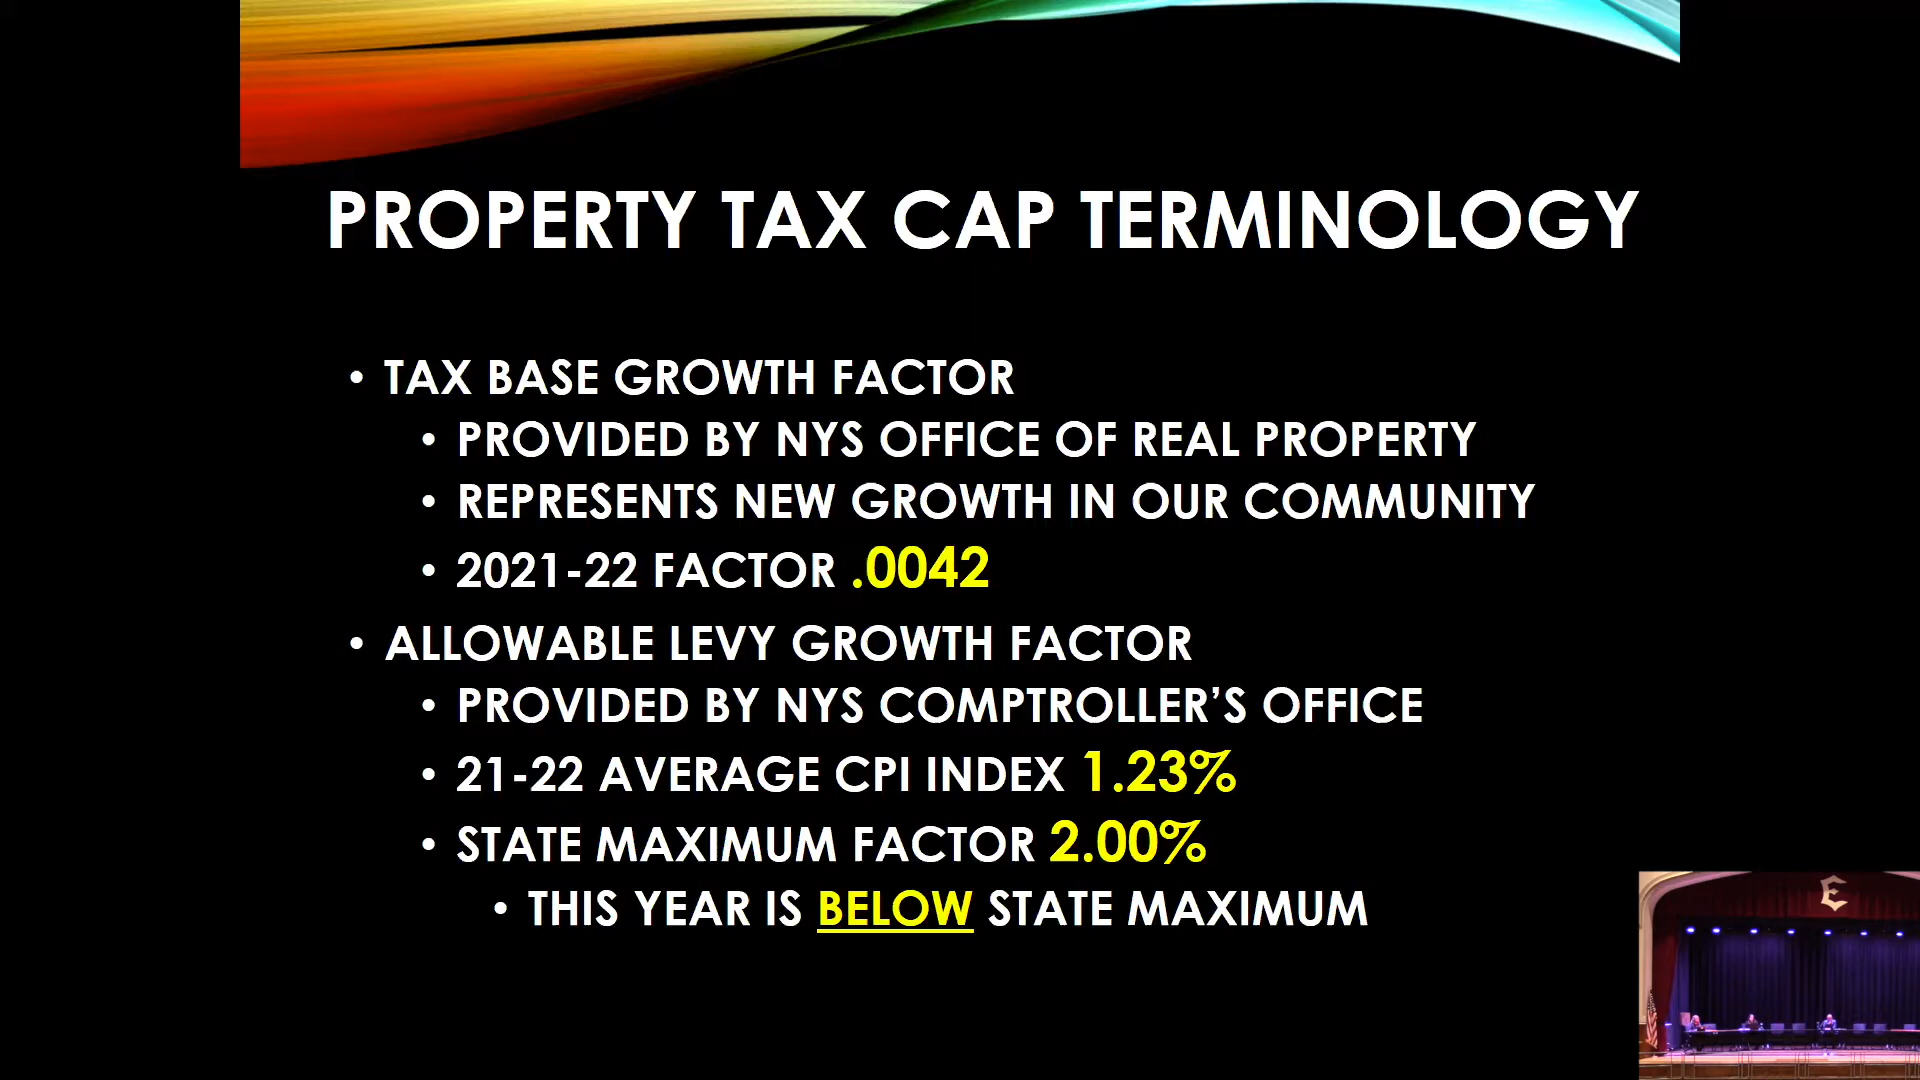 PROPERTY TAX CAP TERMINOLOGY
• TAX BASE GROWTH FACTOR
• PROVIDED BY NYS OFFICE OF REAL PROPERTY
• REPRESENTS NEW GROWTH IN OUR COMMUNITY
• 2021-22 FACTOR .0042
• ALLOWABLE LEVY GROWTH FACTOR
• PROVIDED BY NYS COMPTROLLER’S OFFICE
• 21-22 AVERAGE CPI INDEX 1.23%
• STATE MAXIMUM FACTOR 2.00%
• THIS YEAR IS BELOW STATE MAXIMUM
E